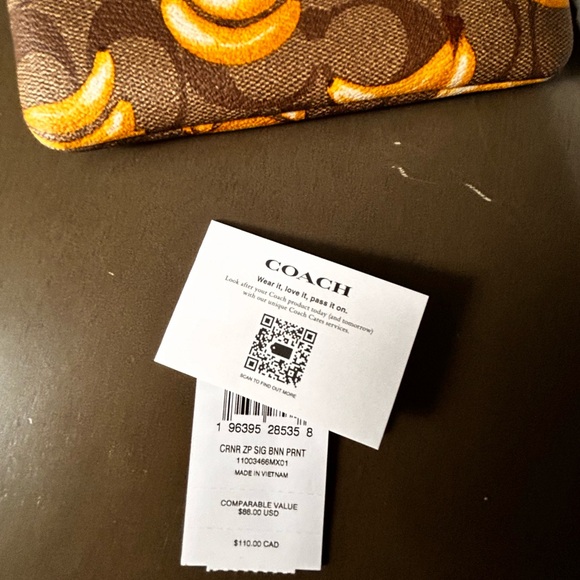 COACH
Wear it, love it, pass it on.
Look after your Coach product today (and tomorrow)
with our unique Coach Cares services.
SCAN TO FIND OUT MORE
1 96395 28535 8
CRNR ZP SIG BNN PRNT
11003466MX01
MADE IN VIETNAM
COMPARABLE VALUE
$88.00 USD
$110.00 CAD